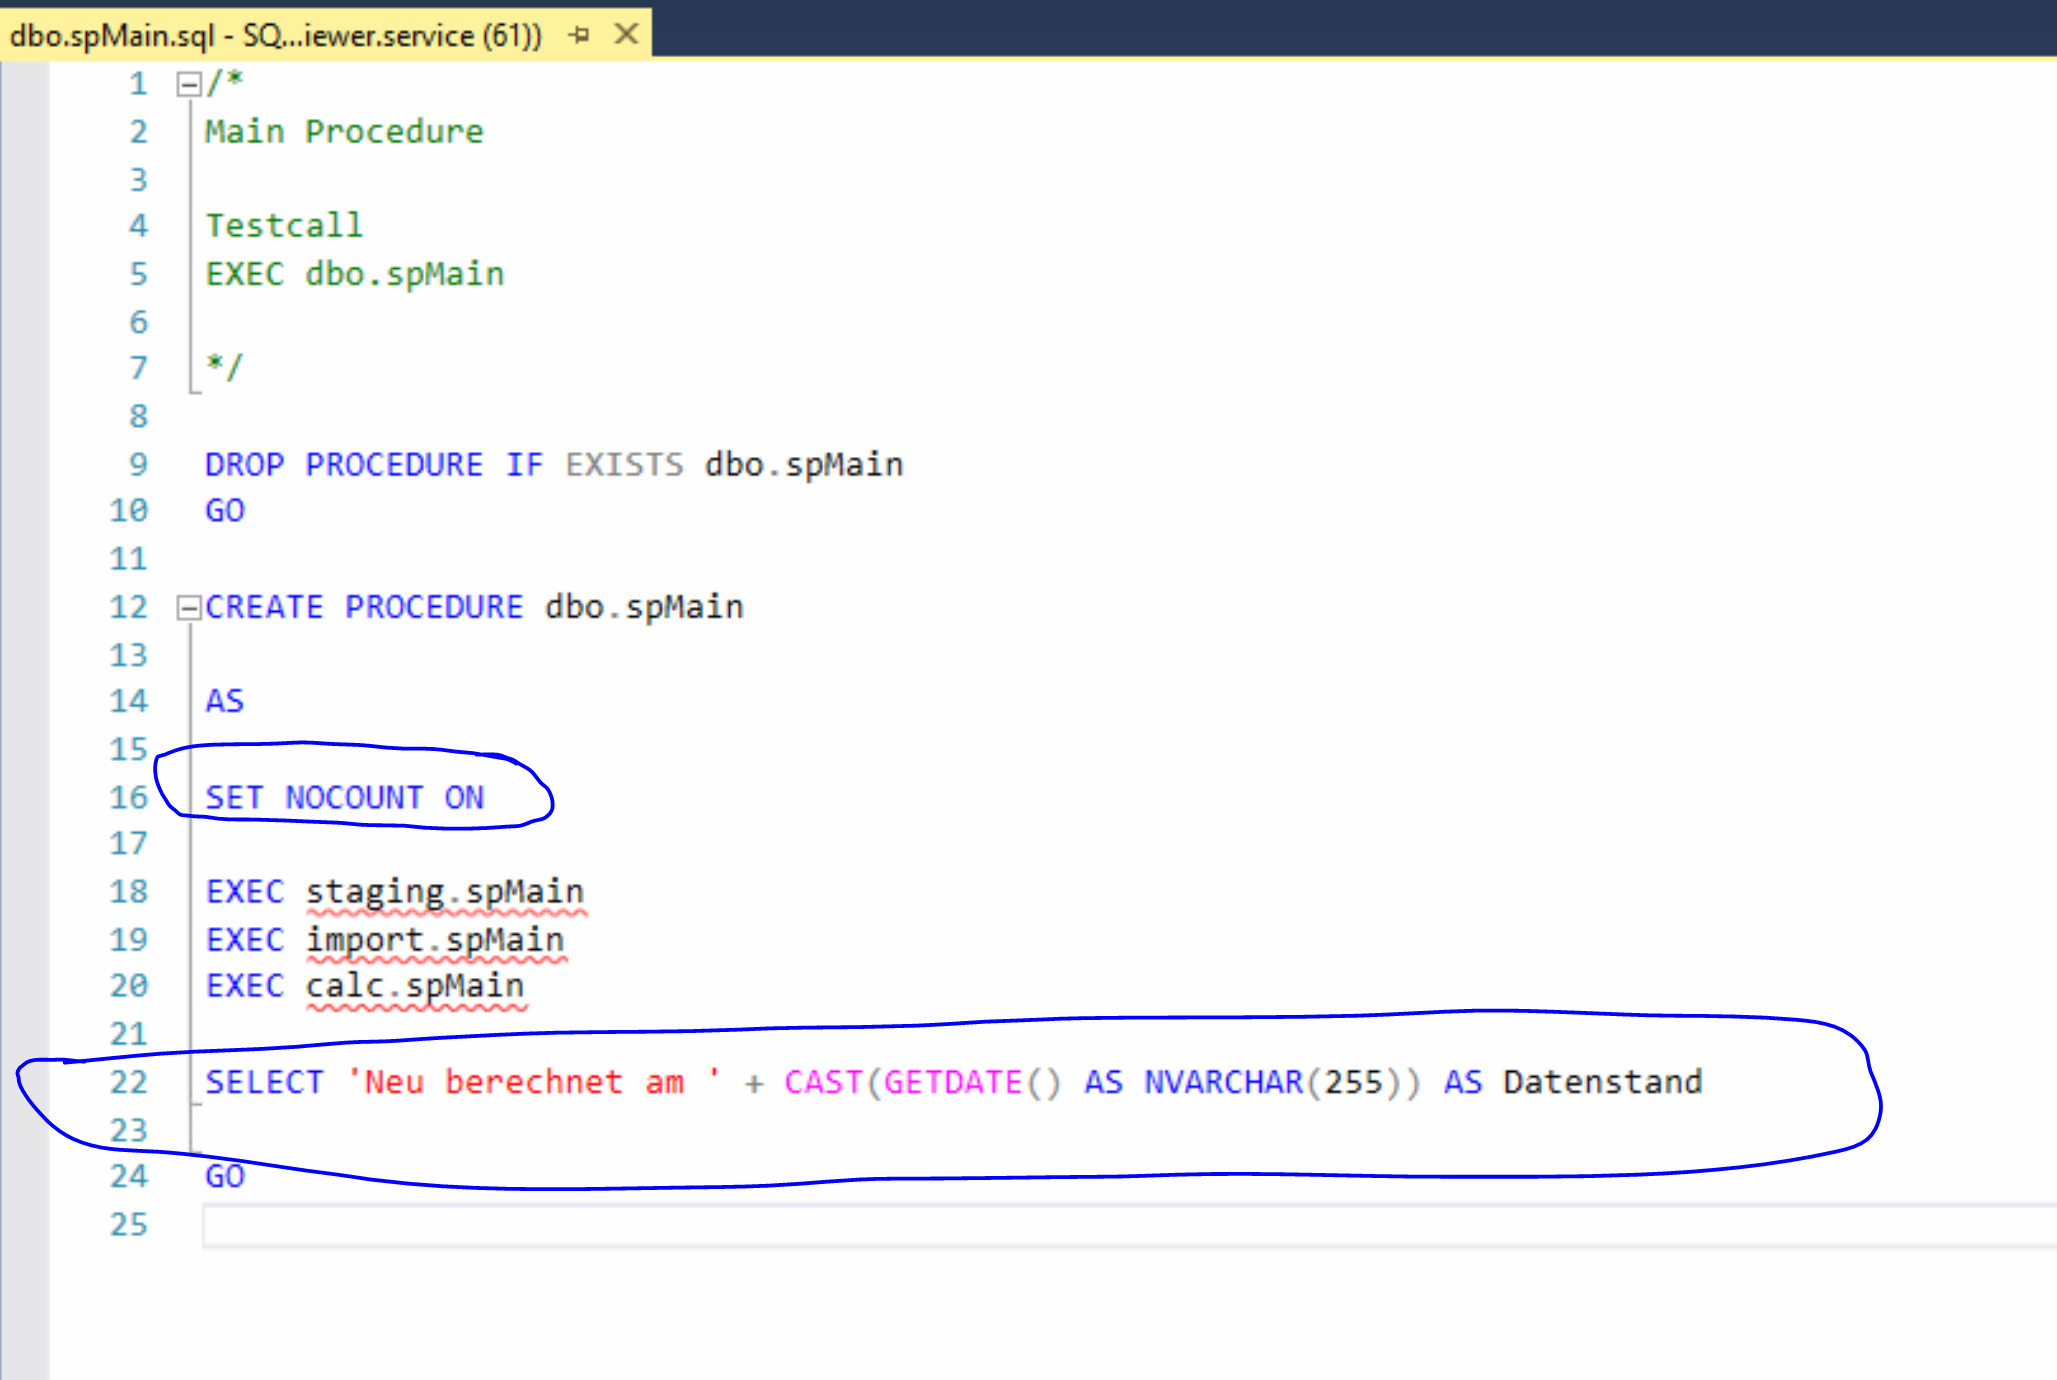 dbo.spMain.sql - SQ...iewer.service (61))
1 /*
2 Main Procedure
3
4 Testcall
5 EXEC dbo.spMain
6
7 */
8
9 DROP PROCEDURE IF EXISTS dbo.spMain
10 GO
11
12 CREATE PROCEDURE dbo.spMain
13
14 AS
15
16 SET NOCOUNT ON
17
18 EXEC staging.spMain
19 EXEC import.spMain
20 EXEC calc.spMain
21
22 SELECT 'Neu berechnet am ' + CAST(GETDATE() AS NVARCHAR(255)) AS Datenstand
23
24 GO
25